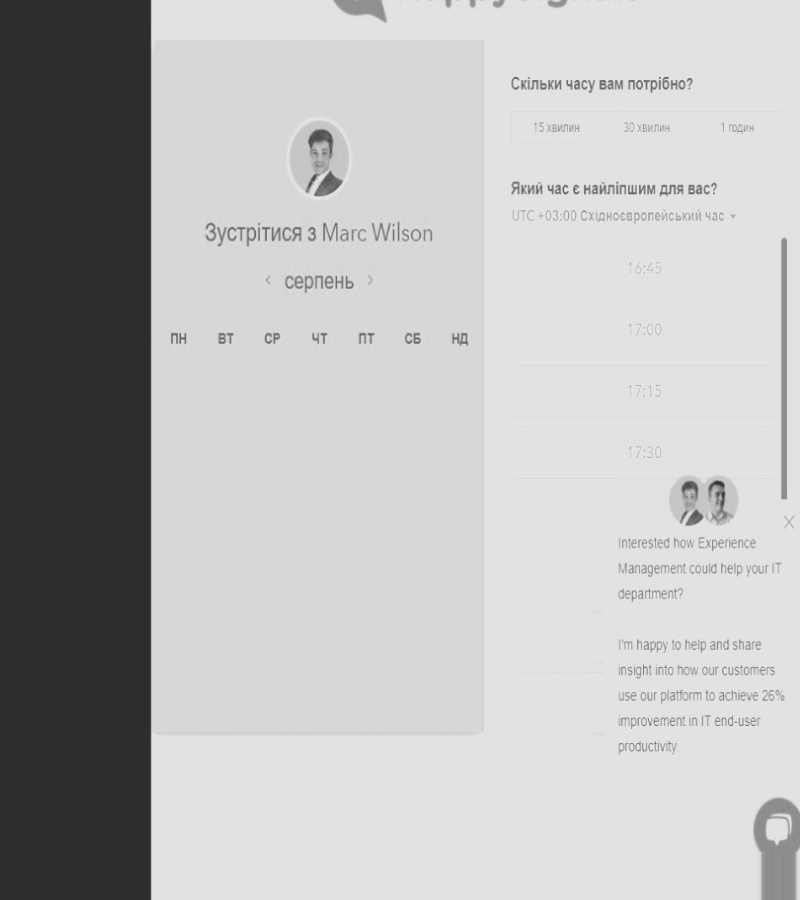 Зустрітися з Marc Wilson
‹ серпень ›
ПН ВТ СР ЧТ ПТ СБ НД
Скільки часу вам потрібно?
15 хвилин 30 хвилин 1 годин
Який час є найліпшим для вас?
UTC +03:00 Східноєвропейський час
16:45
17:00
17:15
17:30
X
Interested how Experience
Management could help your IT
department?
I'm happy to help and share
insight into how our customers
use our platform to achieve 26%
improvement in IT end-user
productivity.